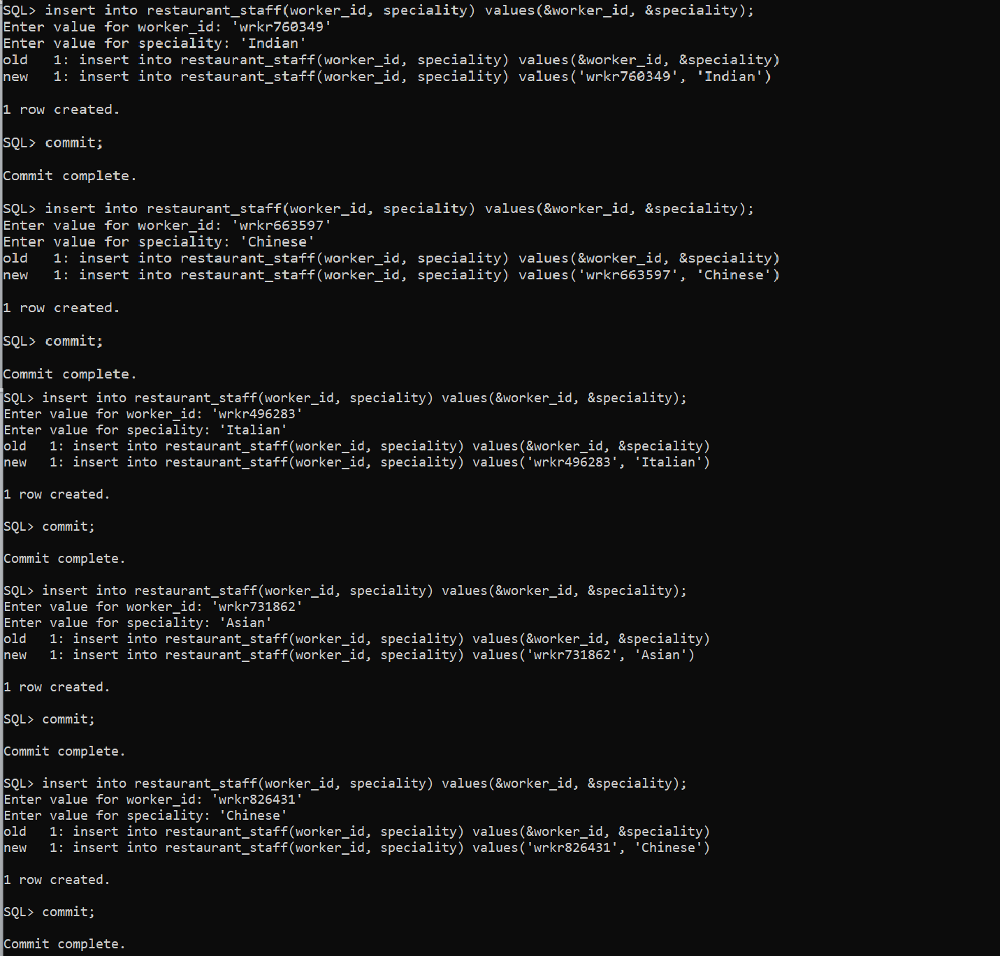 SQL> insert into restaurant_staff(worker_id, speciality) values(&worker_id, &speciality);
Enter value for worker_id: 'wrkr760349'
Enter value for speciality: 'Indian'
old   1: insert into restaurant_staff(worker_id, speciality) values(&worker_id, &speciality)
new   1: insert into restaurant_staff(worker_id, speciality) values('wrkr760349', 'Indian')
1 row created.
SQL> commit;
Commit complete.
SQL> insert into restaurant_staff(worker_id, speciality) values(&worker_id, &speciality);
Enter value for worker_id: 'wrkr663597'
Enter value for speciality: 'Chinese'
old   1: insert into restaurant_staff(worker_id, speciality) values(&worker_id, &speciality)
new   1: insert into restaurant_staff(worker_id, speciality) values('wrkr663597', 'Chinese')
1 row created.
SQL> commit;
Commit complete.
SQL> insert into restaurant_staff(worker_id, speciality) values(&worker_id, &speciality);
Enter value for worker_id: 'wrkr496283'
Enter value for speciality: 'Italian'
old   1: insert into restaurant_staff(worker_id, speciality) values(&worker_id, &speciality)
new   1: insert into restaurant_staff(worker_id, speciality) values('wrkr496283', 'Italian')
1 row created.
SQL> commit;
Commit complete.
SQL> insert into restaurant_staff(worker_id, speciality) values(&worker_id, &speciality);
Enter value for worker_id: 'wrkr731862'
Enter value for speciality: 'Asian'
old   1: insert into restaurant_staff(worker_id, speciality) values(&worker_id, &speciality)
new   1: insert into restaurant_staff(worker_id, speciality) values('wrkr731862', 'Asian')
1 row created.
SQL> commit;
Commit complete.
SQL> insert into restaurant_staff(worker_id, speciality) values(&worker_id, &speciality);
Enter value for worker_id: 'wrkr826431'
Enter value for speciality: 'Chinese'
old   1: insert into restaurant_staff(worker_id, speciality) values(&worker_id, &speciality)
new   1: insert into restaurant_staff(worker_id, speciality) values('wrkr826431', 'Chinese')
1 row created.
SQL> commit;
Commit complete.